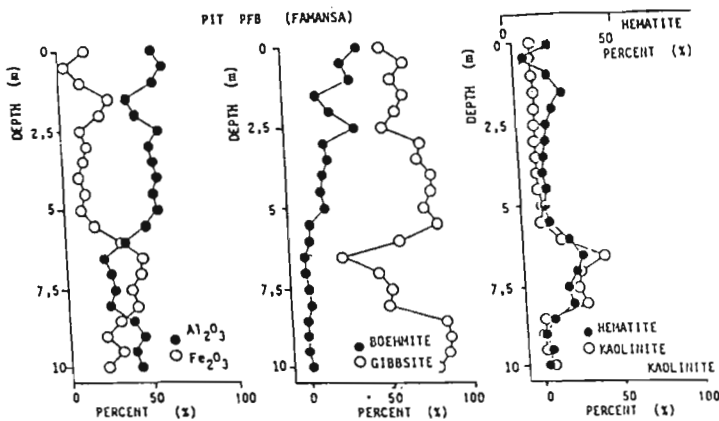 PIT PFB (FAMANSA)
DEPTH (m)
0
2,5
5
7,5
10
Al2O3
Fe2O3
0
50
100
PERCENT (%)
DEPTH (m)
0
2,5
5
7,5
10
BOEHMITE
GIBBSITE
0
50
100
PERCENT (%)
HEMATITE
50
100
PERCENT (%)
DEPTH (m)
0
2,5
5
7,5
10
HEMATITE
KAOLINITE
KAOLINITE
0
50
100
PERCENT (%)